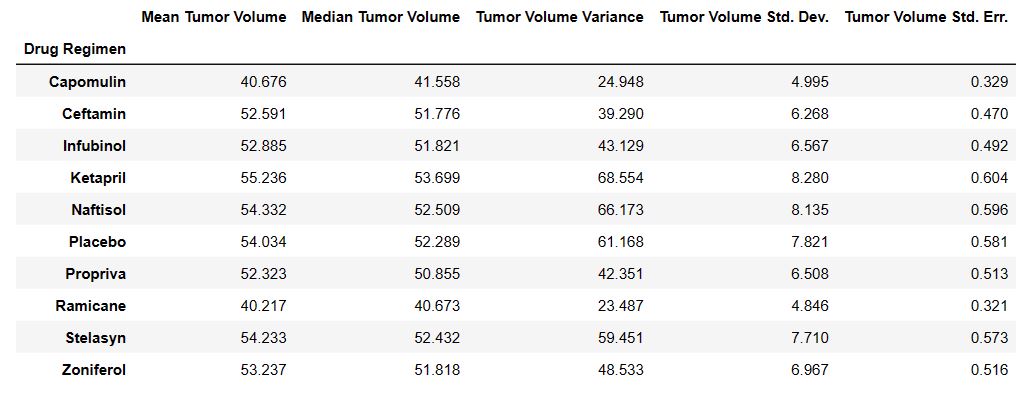 Mean Tumor Volume Median Tumor Volume Tumor Volume Variance Tumor Volume Std. Dev. Tumor Volume Std. Err.
Drug Regimen
Capomulin 40.676 41.558 24.948 4.995 0.329
Ceftamin 52.591 51.776 39.290 6.268 0.470
Infubinol 52.885 51.821 43.129 6.567 0.492
Ketapril 55.236 53.699 68.554 8.280 0.604
Naftisol 54.332 52.509 66.173 8.135 0.596
Placebo 54.034 52.289 61.168 7.821 0.581
Propriva 52.323 50.855 42.351 6.508 0.513
Ramicane 40.217 40.673 23.487 4.846 0.321
Stelasyn 54.233 52.432 59.451 7.710 0.573
Zoniferol 53.237 51.818 48.533 6.967 0.516